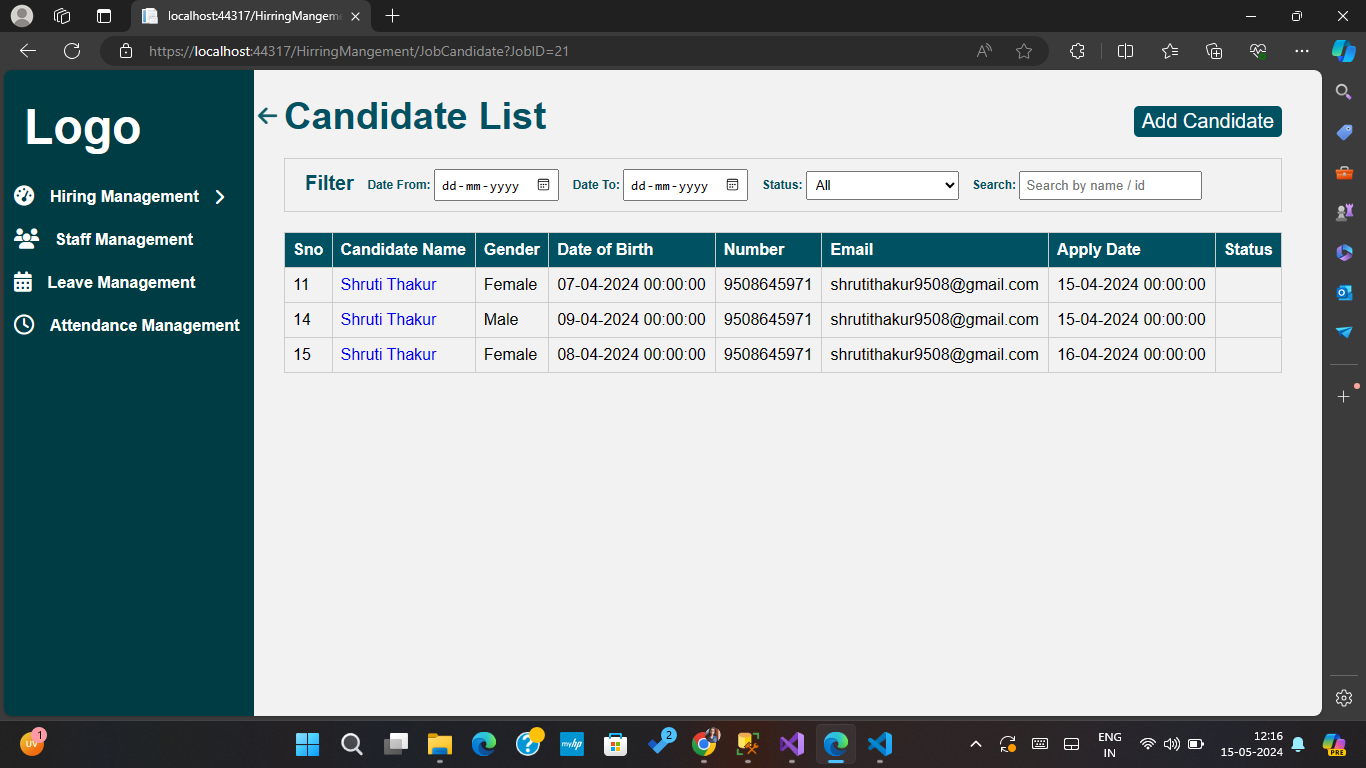 localhost:44317/HirringMangeme
https://localhost:44317/HirringMangement/JobCandidate?JobID=21
Logo
Hiring Management
Staff Management
Leave Management
Attendance Management
Candidate List
Add Candidate
Filter Date From: dd-mm-yyyy Date To: dd-mm-yyyy Status: All Search: Search by name / id
Sno Candidate Name Gender Date of Birth Number Email Apply Date Status
11 Shruti Thakur Female 07-04-2024 00:00:00 9508645971 shrutithakur9508@gmail.com 15-04-2024 00:00:00
14 Shruti Thakur Male 09-04-2024 00:00:00 9508645971 shrutithakur9508@gmail.com 15-04-2024 00:00:00
15 Shruti Thakur Female 08-04-2024 00:00:00 9508645971 shrutithakur9508@gmail.com 16-04-2024 00:00:00
UV 1
myhp
2
ENG
IN
12:16
15-05-2024
PRE